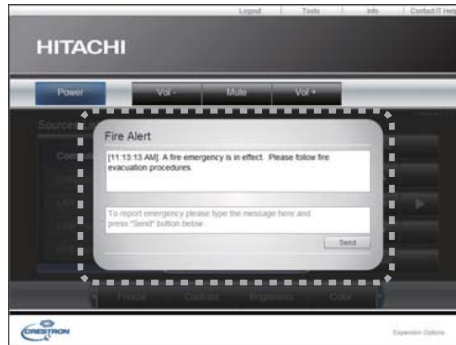 Logout Tools Info Contact IT Help
HITACHI
Power Vol - Mute Vol +
Fire Alert
[11:13:13 AM] A fire emergency is in effect. Please follow fire
evacuation procedures.
To report emergency please type the message here and
press "Send" button below.
Send
Freeze Contrast Brightness Color
CRESTRON
Expansion Options